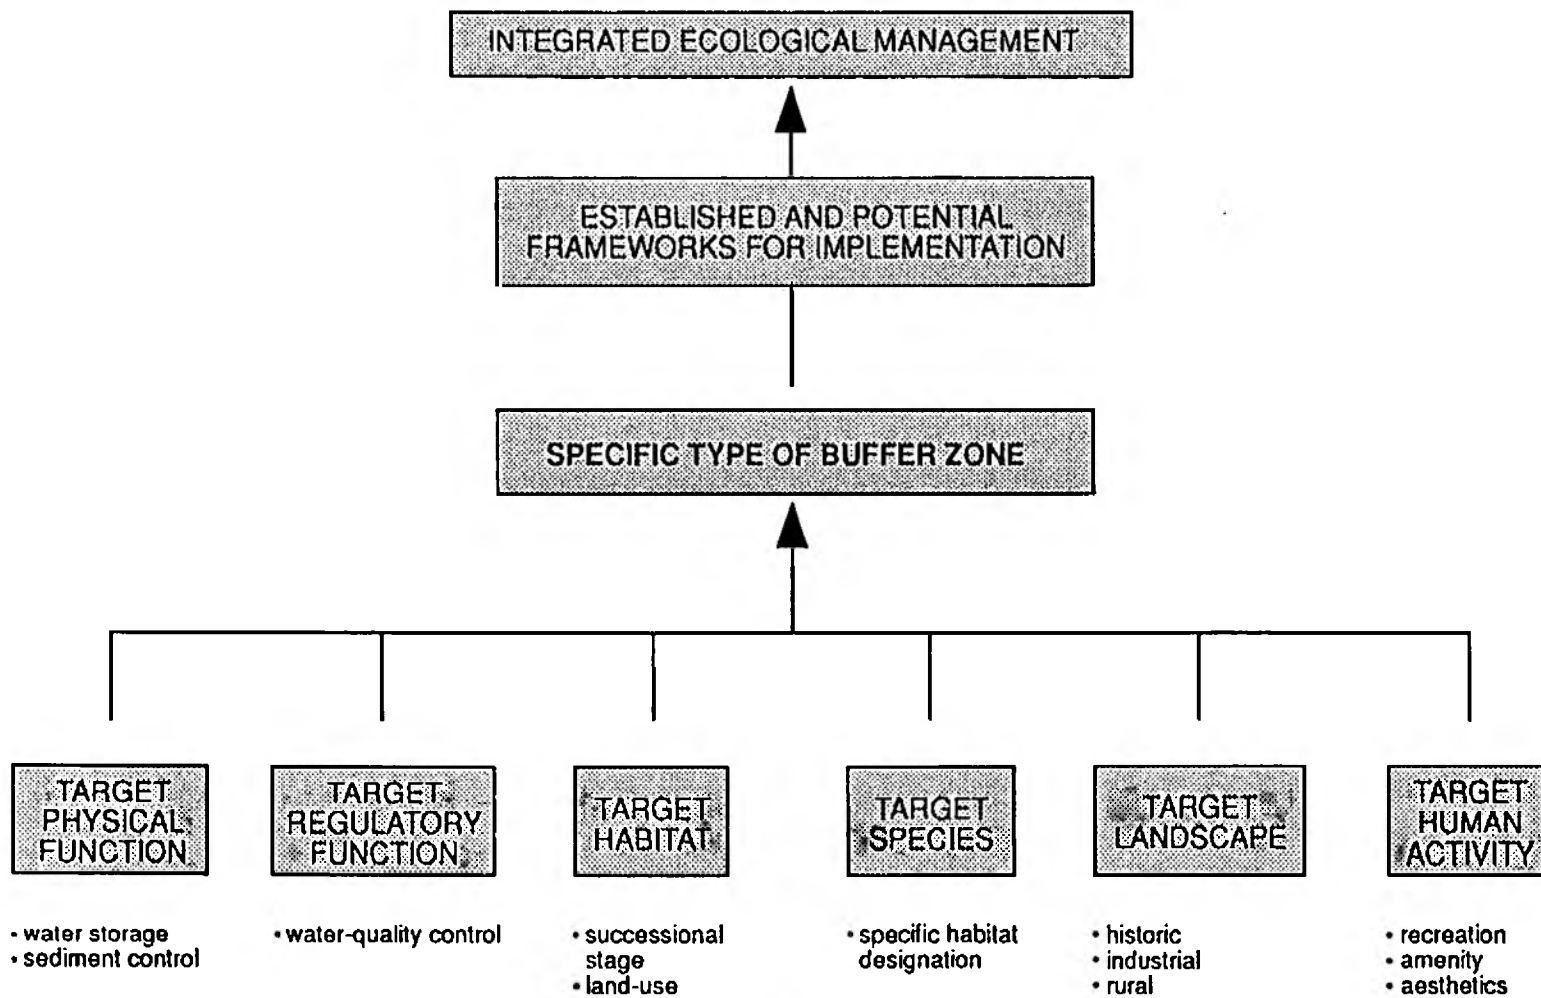 INTEGRATED ECOLOGICAL MANAGEMENT
ESTABLISHED AND POTENTIAL
FRAMEWORKS FOR IMPLEMENTATION
SPECIFIC TYPE OF BUFFER ZONE
TARGET
PHYSICAL
FUNCTION
TARGET
REGULATORY
FUNCTION
TARGET
HABITAT
TARGET
SPECIES
TARGET
LANDSCAPE
TARGET
HUMAN
ACTIVITY
- water storage
• sediment control
• water-quality control
• successional
stage
• land-use
• specific habitat
designation
• historic
• industrial
• rural
• recreation
• amenity
• aesthetics